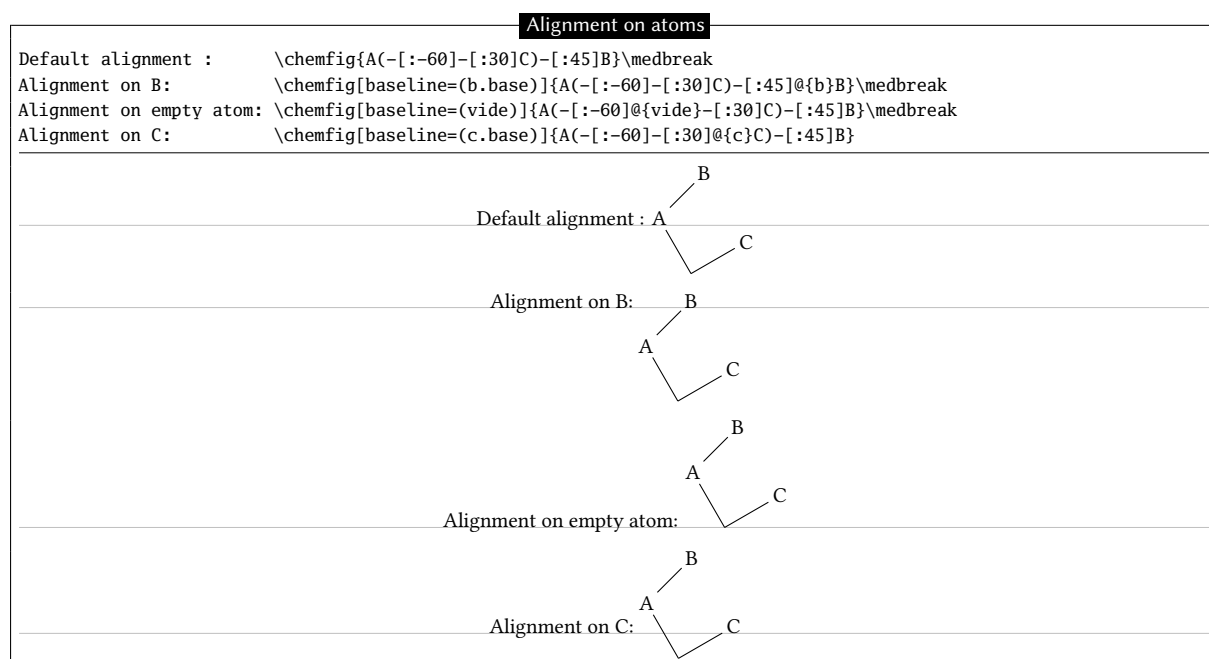 Alignment on atoms
Default alignment : \chemfig{A(-[:-60]-[:30]C)-[:45]B}\medbreak
Alignment on B: \chemfig[baseline=(b.base)]{A(-[:-60]-[:30]C)-[:45]@{b}B}\medbreak
Alignment on empty atom: \chemfig[baseline=(vide)]{A(-[:-60]@{vide}-[:30]C)-[:45]B}\medbreak
Alignment on C: \chemfig[baseline=(c.base)]{A(-[:-60]-[:30]@{c}C)-[:45]B}
B
Default alignment : A
C
Alignment on B: B
A
C
B
A
C
Alignment on empty atom:
B
A
Alignment on C: C